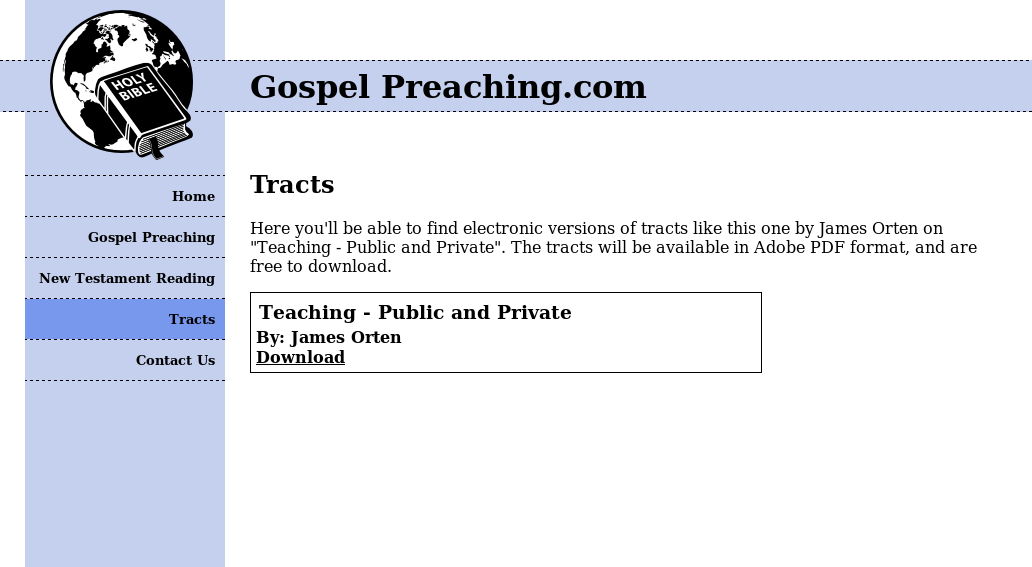 HOLY
BIBLE
Gospel Preaching.com
Home
Gospel Preaching
New Testament Reading
Tracts
Contact Us
Tracts
Here you'll be able to find electronic versions of tracts like this one by James Orten on
"Teaching - Public and Private". The tracts will be available in Adobe PDF format, and are
free to download.
Teaching - Public and Private
By: James Orten
Download